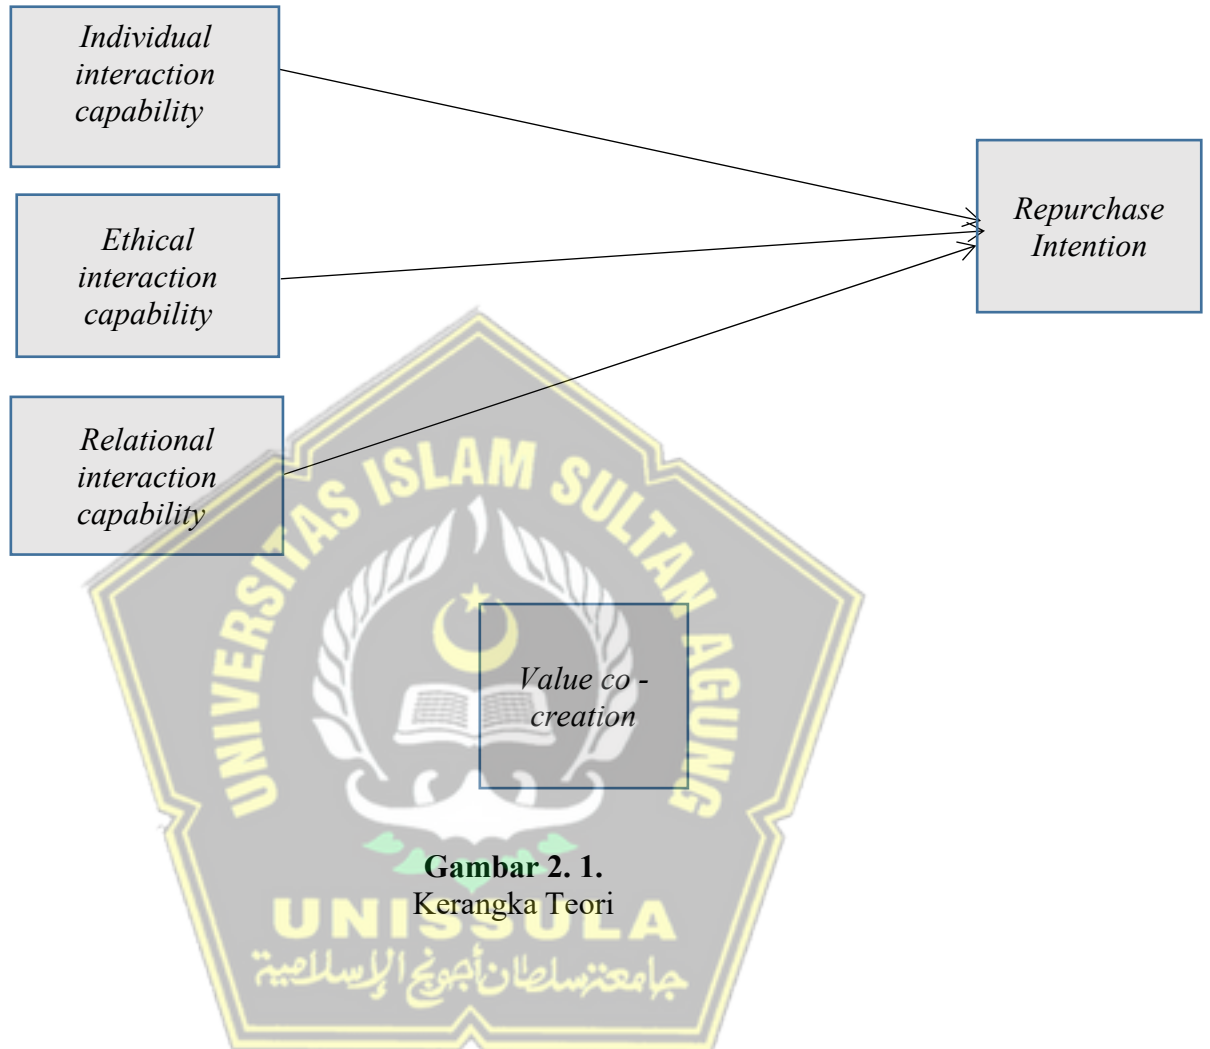 Individual
interaction
capability
Ethical
interaction
capability
Relational
interaction
capability
Repurchase
Intention
Value co -
creation
Gambar 2. 1.
Kerangka Teori
UNIVERSITAS ISLAM SULTAN AGUNG
UNISSULA
جامعة سلطان أجونج الإسلامية